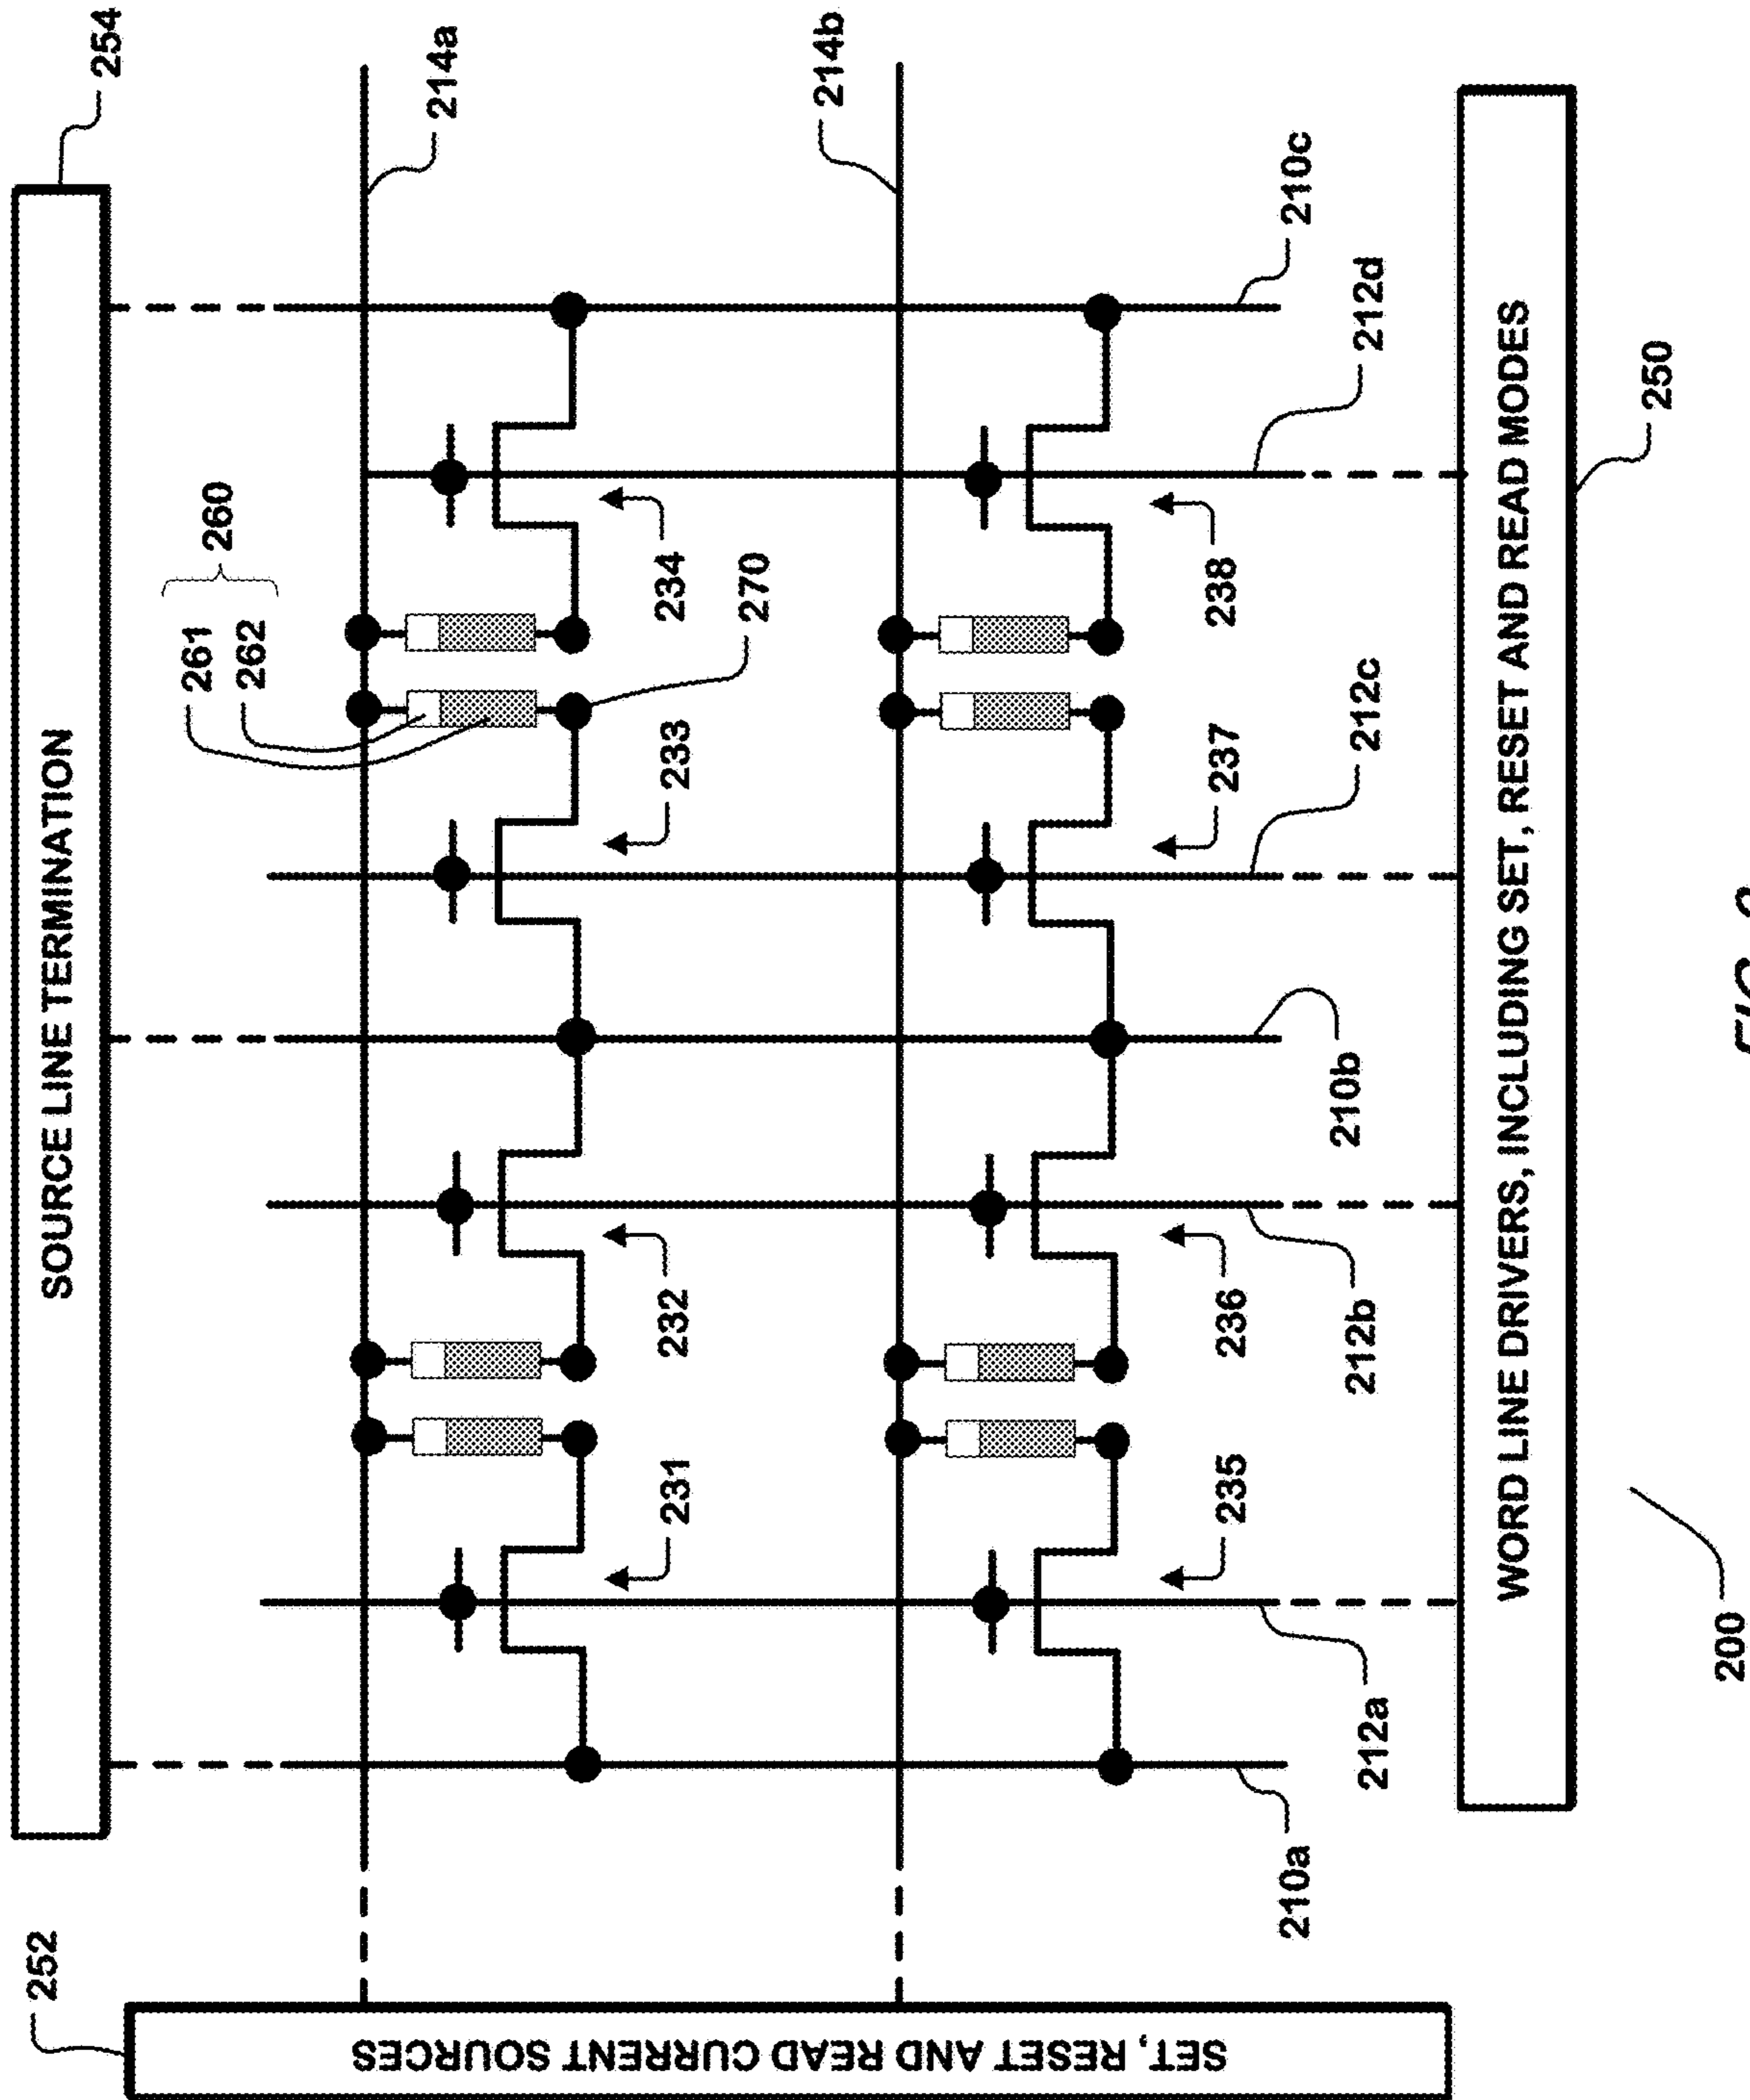 252
SOURCE LINE TERMINATION
254
261
260
262
214a
231
232
233
234
270
214b
235
236
237
238
210a
212a
212b
210b
212c
212d
210c
SET, RESET AND READ CURRENT SOURCES
WORD LINE DRIVERS, INCLUDING SET, RESET AND READ MODES
250
200